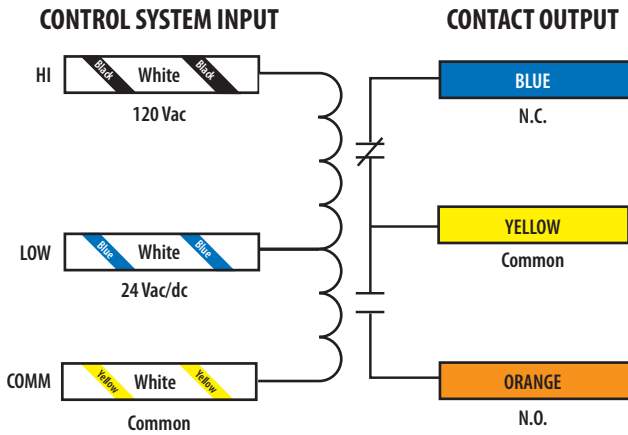 CONTROL SYSTEM INPUT
HI
Black White Black
120 Vac
LOW
Blue White Blue
24 Vac/dc
COMM
Yellow White Yellow
Common
CONTACT OUTPUT
BLUE
N.C.
YELLOW
Common
ORANGE
N.O.